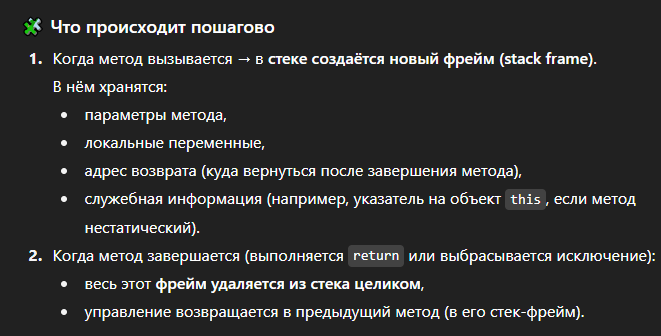 🧩 Что происходит пошагово
1. Когда метод вызывается → в стеке создаётся новый фрейм (stack frame).
В нём хранятся:
• параметры метода,
• локальные переменные,
• адрес возврата (куда вернуться после завершения метода),
• служебная информация (например, указатель на объект this, если метод
нестатический).
2. Когда метод завершается (выполняется return или выбрасывается исключение):
• весь этот фрейм удаляется из стека целиком,
• управление возвращается в предыдущий метод (в его стек-фрейм).